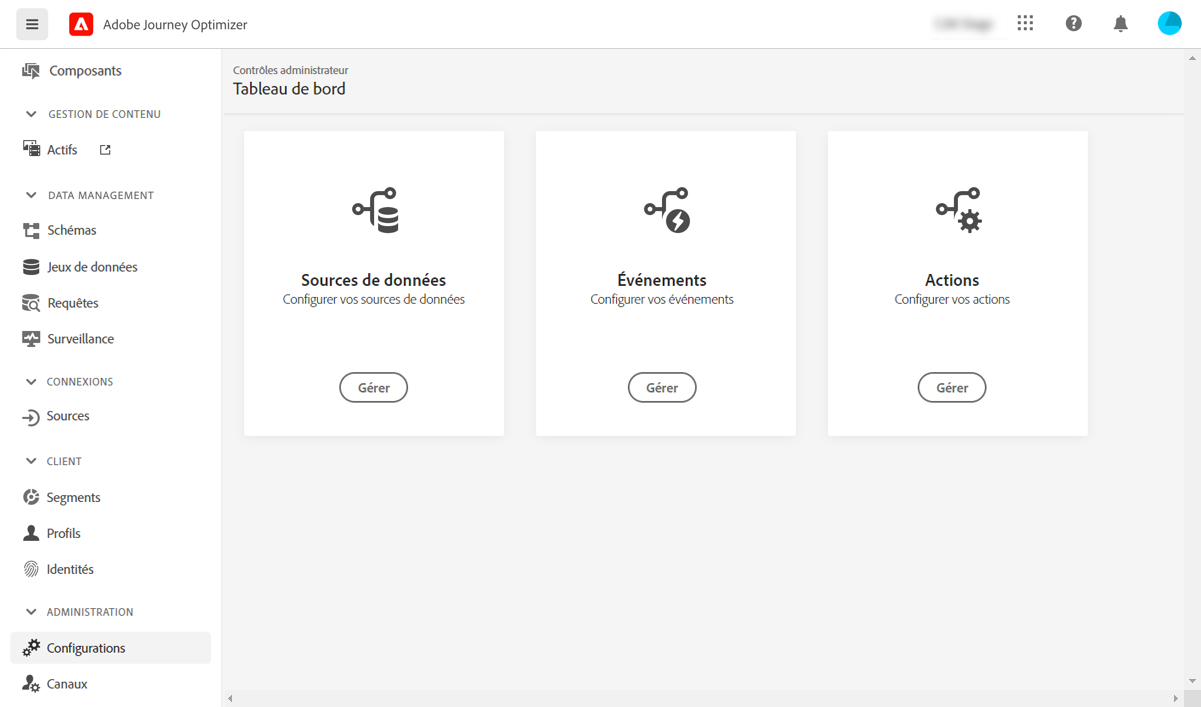 Adobe Journey Optimizer
Composants
GESTION DE CONTENU
Actifs
DATA MANAGEMENT
Schémas
Jeux de données
Requêtes
Surveillance
CONNEXIONS
Sources
CLIENT
Segments
Profils
Identités
ADMINISTRATION
Configurations
Canaux
Contrôles administrateur
Tableau de bord
Sources de données
Configurer vos sources de données
Gérer
Événements
Configurer vos événements
Gérer
Actions
Configurer vos actions
Gérer